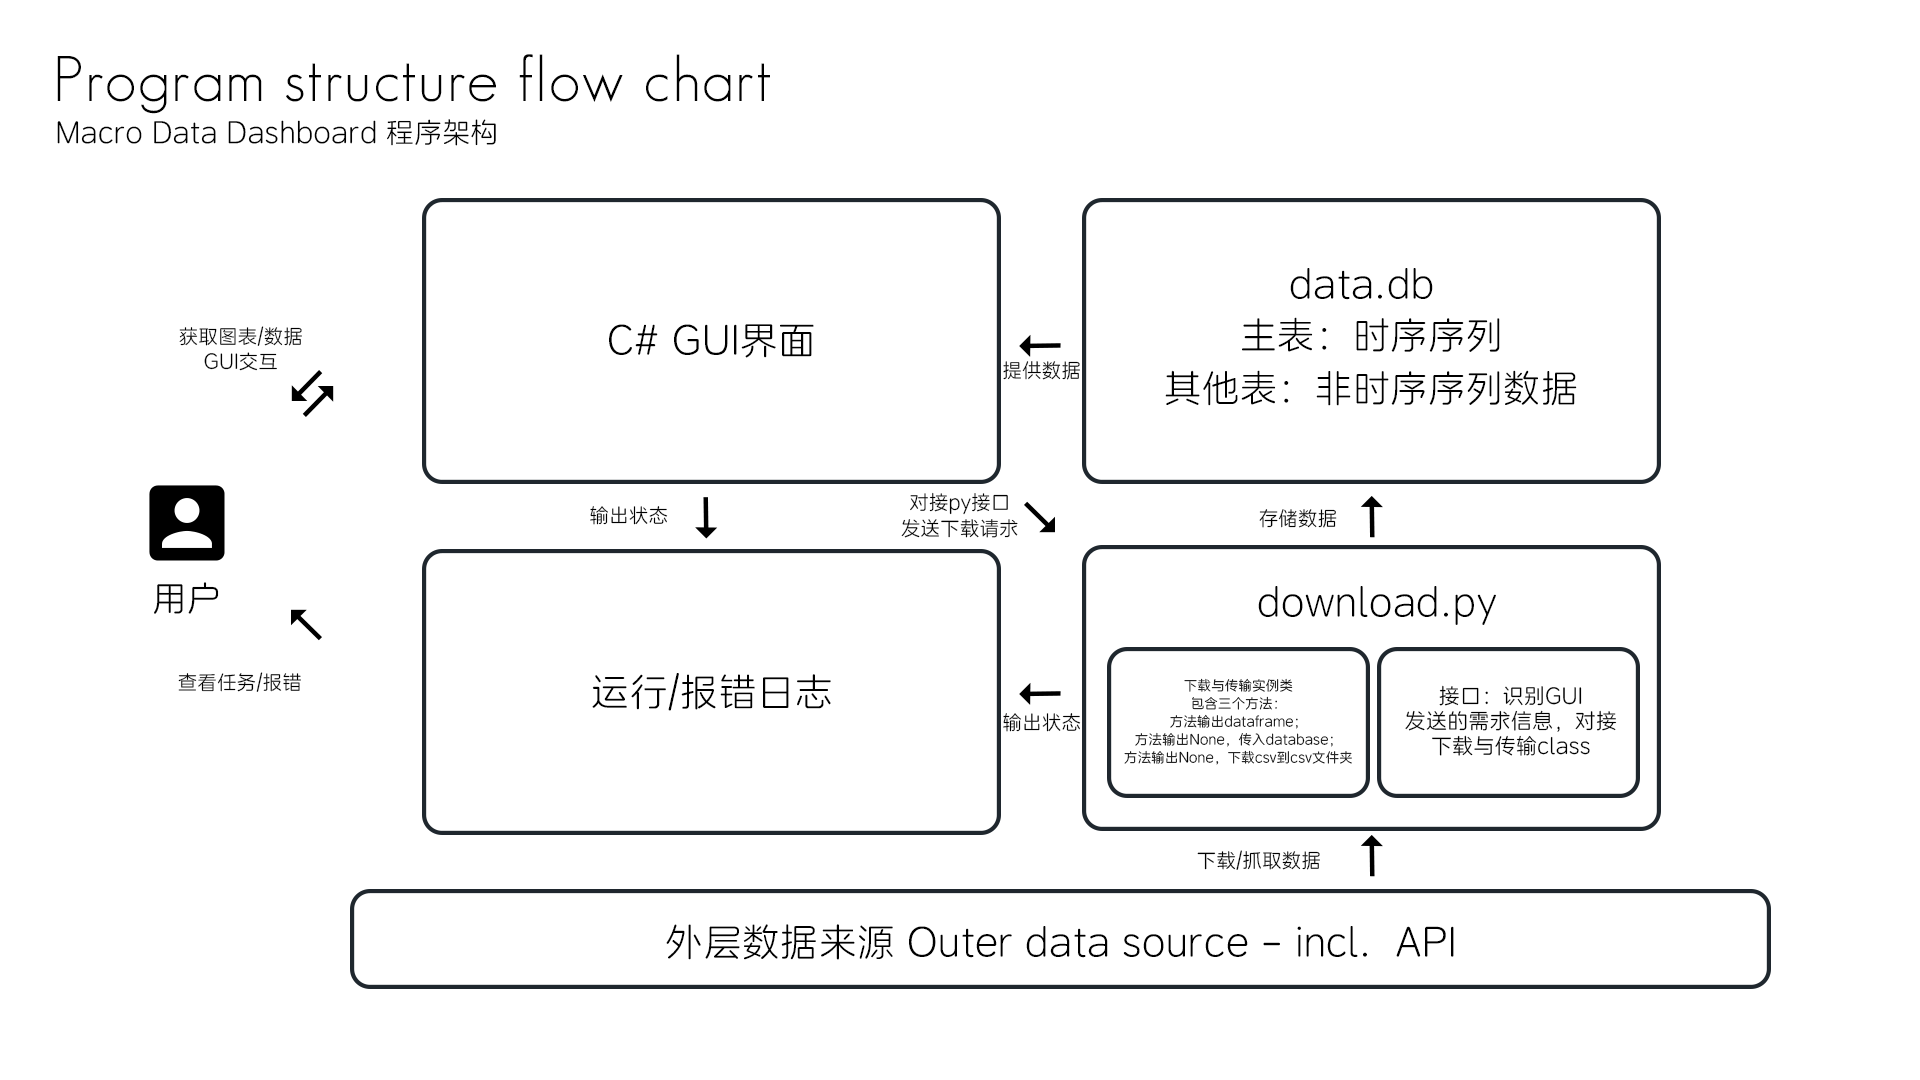 Program structure flow chart
Macro Data Dashboard 程序架构
获取图表/数据
GUI交互
C# GUI界面
提供数据
data.db
主表：时序序列
其他表：非时序序列数据
输出状态
对接py接口
发送下载请求
存储数据
用户
查看任务/报错
运行/报错日志
输出状态
download.py
下载与传输实例类
包含三个方法：
方法输出dataframe；
方法输出None，传入database；
方法输出None，下载csv到csv文件夹
接口：识别GUI
发送的需求信息，对接
下载与传输class
下载/抓取数据
外层数据来源 Outer data source – incl. API